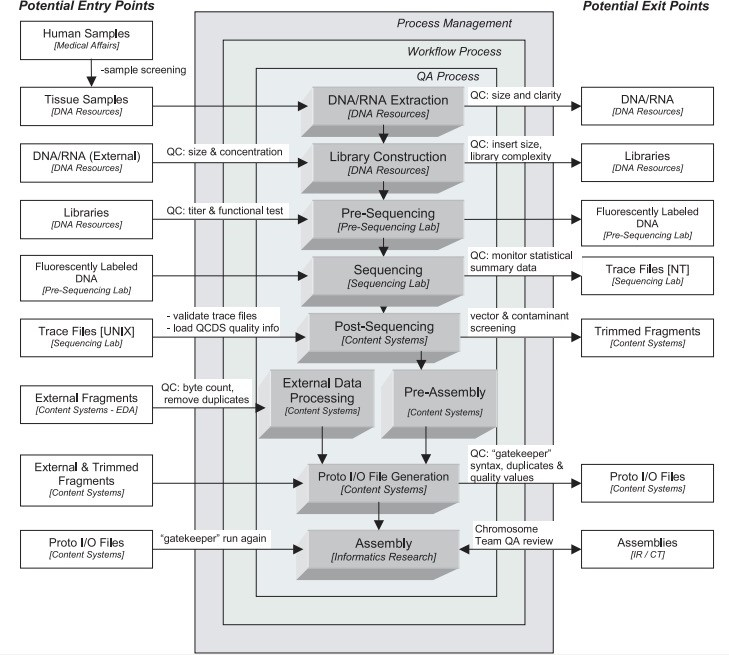 Potential Entry Points
Potential Exit Points
Process Management
Workflow Process
QA Process
Human Samples
[Medical Affairs]
-sample screening
Tissue Samples
[DNA Resources]
DNA/RNA Extraction
[DNA Resources]
QC: size and clarity
DNA/RNA
[DNA Resources]
DNA/RNA (External)
[DNA Resources]
QC: size & concentration
Library Construction
[DNA Resources]
QC: insert size,
library complexity
Libraries
[DNA Resources]
Libraries
[DNA Resources]
QC: titer & functional test
Pre-Sequencing
[Pre-Sequencing Lab]
Fluorescently Labeled
DNA
[Pre-Sequencing Lab]
Fluorescently Labeled
DNA
[Pre-Sequencing Lab]
Sequencing
[Sequencing Lab]
QC: monitor statistical
summary data
Trace Files [NT]
[Sequencing Lab]
Trace Files [UNIX]
[Sequencing Lab]
- validate trace files
- load QCDS quality info
Post-Sequencing
[Content Systems]
vector & contaminant
screening
Trimmed Fragments
[Content Systems]
External Fragments
[Content Systems - EDA]
QC: byte count,
remove duplicates
External Data
Processing
[Content Systems]
Pre-Assembly
[Content Systems]
External & Trimmed
Fragments
[Content Systems]
Proto I/O File Generation
[Content Systems]
QC: “gatekeeper”
syntax, duplicates &
quality values
Proto I/O Files
[Content Systems]
Proto I/O Files
[Content Systems]
“gatekeeper” run again
Assembly
[Informatics Research]
Chromosome
Team QA review
Assemblies
[IR / CT]